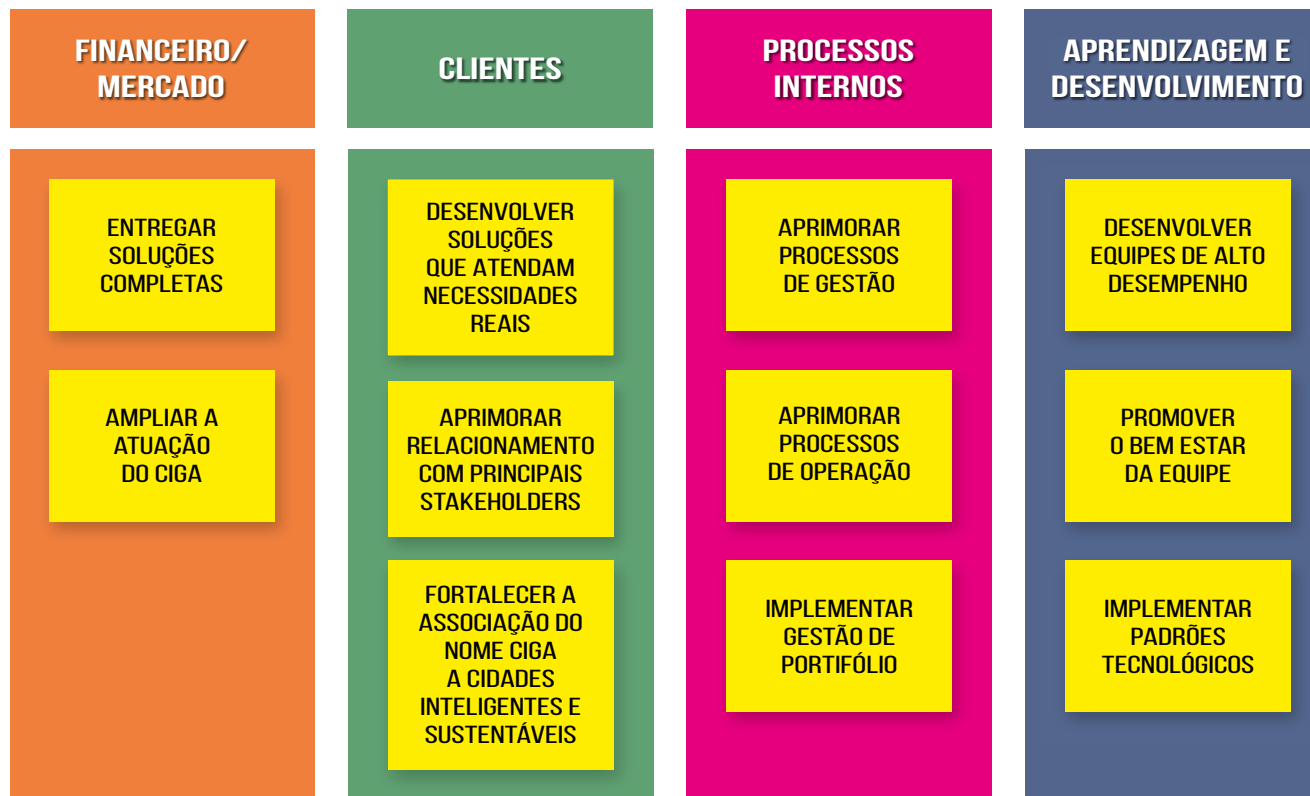 FINANCEIRO/
MERCADO
ENTREGAR
SOLUÇÕES
COMPLETAS
AMPLIAR A
ATUAÇÃO
DO CIGA
CLIENTES
DESENVOLVER
SOLUÇÕES
QUE ATENDAM
NECESSIDADES
REAIS
APRIMORAR
RELACIONAMENTO
COM PRINCIPAIS
STAKEHOLDERS
FORTALECER A
ASSOCIAÇÃO DO
NOME CIGA
A CIDADES
INTELIGENTES E
SUSTENTÁVEIS
PROCESSOS
INTERNOS
APRIMORAR
PROCESSOS
DE GESTÃO
APRIMORAR
PROCESSOS
DE OPERAÇÃO
IMPLEMENTAR
GESTÃO DE
PORTIFÓLIO
APRENDIZAGEM E
DESENVOLVIMENTO
DESENVOLVER
EQUIPES DE ALTO
DESEMPENHO
PROMOVER
O BEM ESTAR
DA EQUIPE
IMPLEMENTAR
PADRÕES
TECNOLÓGICOS